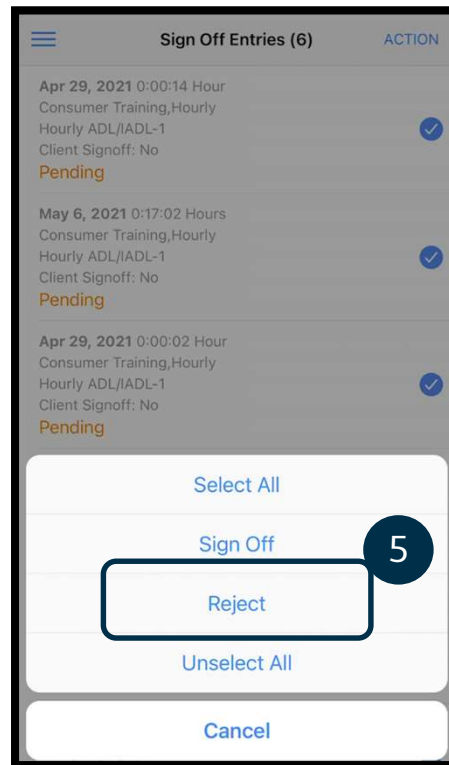 Sign Off Entries (6)
ACTION
Apr 29, 2021 0:00:14 Hour
Consumer Training,Hourly
Hourly ADL/IADL-1
Client Signoff: No
Pending
May 6, 2021 0:17:02 Hours
Consumer Training,Hourly
Hourly ADL/IADL-1
Client Signoff: No
Pending
Apr 29, 2021 0:00:02 Hour
Consumer Training,Hourly
Hourly ADL/IADL-1
Client Signoff: No
Pending
Select All
Sign Off
5
Reject
Unselect All
Cancel